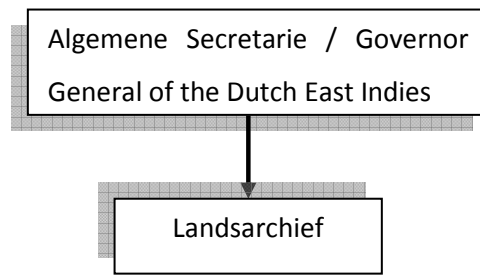 Algemene Secretarie / Governor
General of the Dutch East Indies
Landsarchief